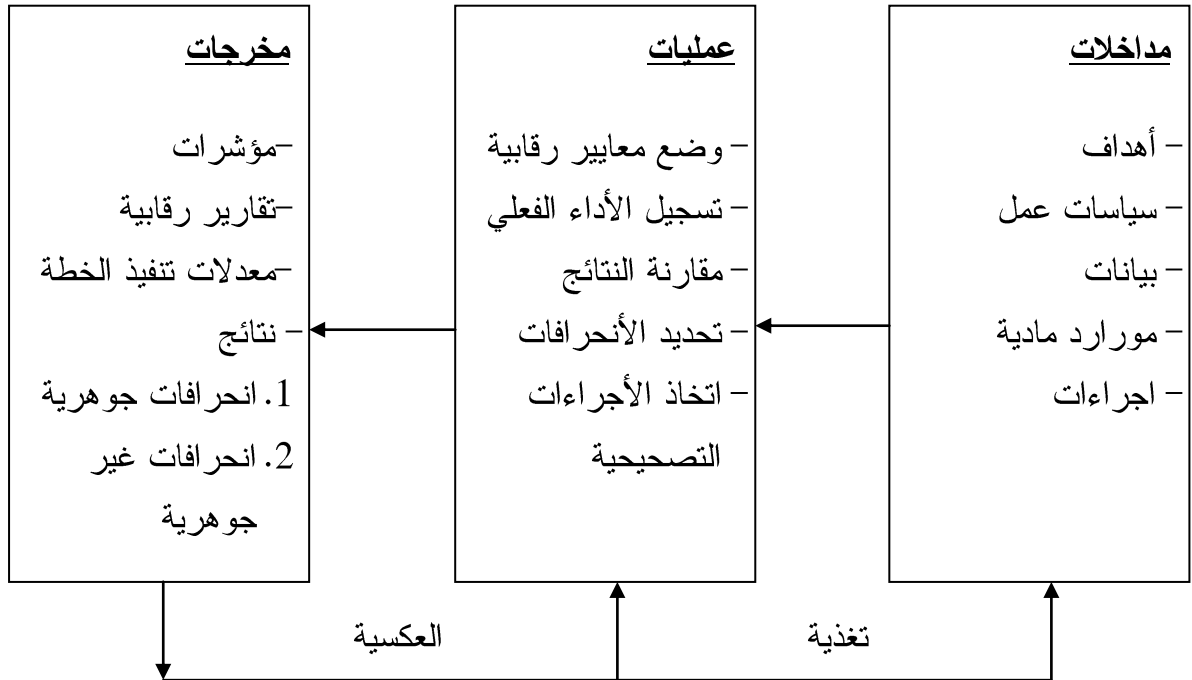 مداخلات
- أهداف
- سياسات عمل
- بيانات
- مورارد مادية
- اجراءات
عمليات
- وضع معايير رقابية
- تسجيل الأداء الفعلي
- مقارنة النتائج
- تحديد الأنحرافات
- اتخاذ الأجراءات
التصحيحية
مخرجات
-مؤشرات
-تقارير رقابية
-معدلات تنفيذ الخطة
- نتائج
1. انحرافات جوهرية
2. انحرافات غير
جوهرية
تغذية
العكسية